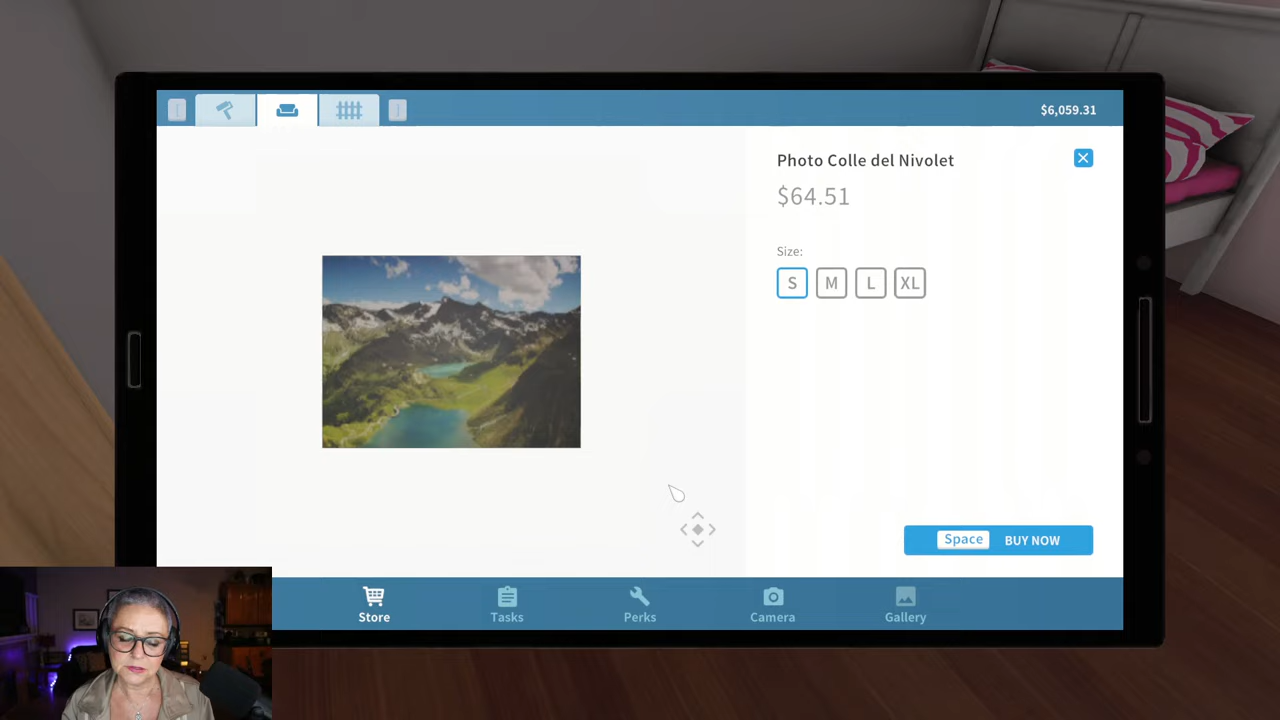 $6,059.31
Photo Colle del Nivolet
$64.51
Size:
S M L XL
Space BUY NOW
Store Tasks Perks Camera Gallery